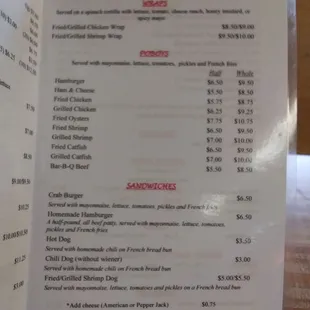 WRAPS
Served on a spinach tortilla with lettuce, tomato, cheese, ranch, honey mustard, or
spicy mayo
Fried/Grilled Chicken Wrap $8.50/$9.00
Fried/Grilled Shrimp Wrap $9.50/$10.00
POBOYS
Served with mayonnaise, lettuce, tomatoes, pickles and French Fries
Half Whole
Hamburger $6.50 $8.50
Ham & Cheese $5.50 $8.50
Fried Chicken $5.75 $8.75
Grilled Chicken $6.25 $9.25
Fried Oysters $7.75 $10.75
Fried Shrimp $6.50 $9.50
Grilled Shrimp $7.00 $10.00
Fried Catfish $6.50 $9.50
Grilled Catfish $7.00 $10.00
Bar-B-Q Beef $5.50 $8.50
SANDWICHES
Crab Burger $6.50
Served with mayonnaise, lettuce, tomatoes, pickles and French Fries
Homemade Hamburger $6.50
A half-pound, all beef patty, served with mayonnaise, lettuce, tomatoes,
pickles and French Fries
Hot Dog $3.50
Served with homemade chili on French bread bun
Chili Dog (without wiener) $3.00
Served with homemade chili on French bread bun
Fried/Grilled Shrimp Dog $5.00/$5.50
Served with mayonnaise, lettuce, tomatoes, and pickles on a French bread bun
*Add cheese (American or Pepper Jack) $0.75